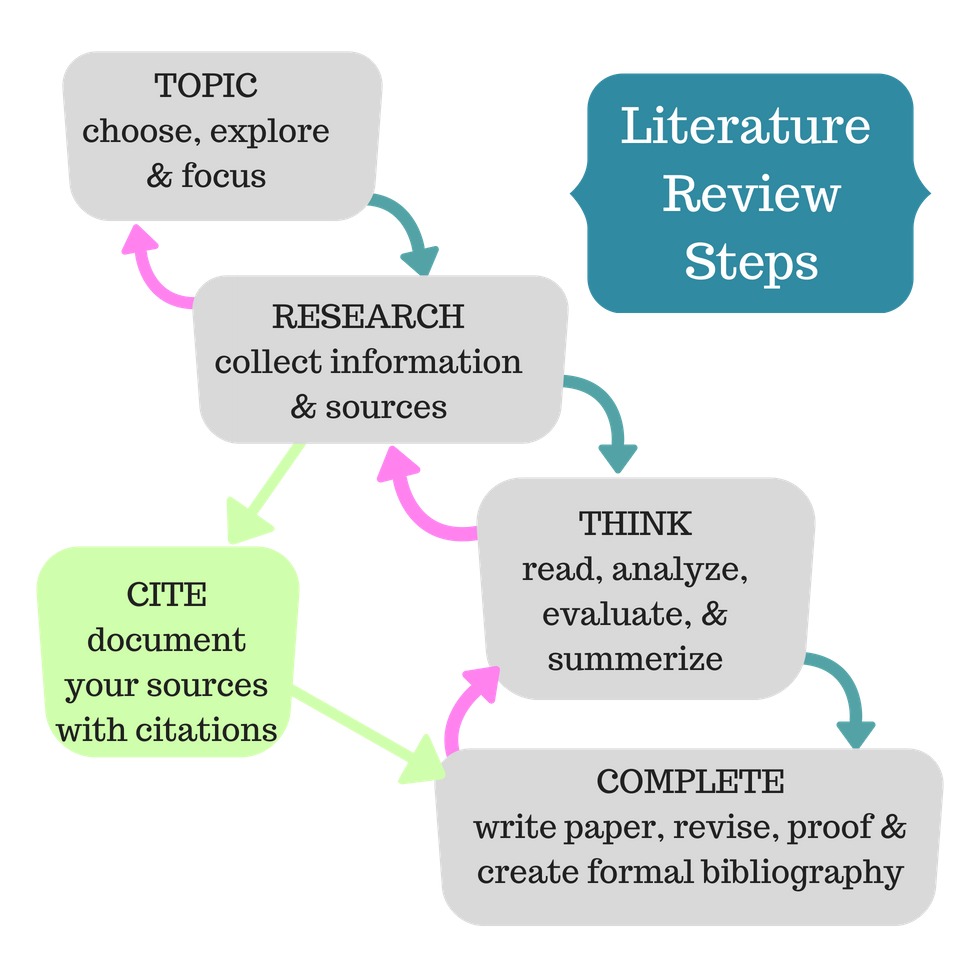 TOPIC
choose, explore
& focus
Literature
Review
Steps
RESEARCH
collect information
& sources
THINK
read, analyze,
evaluate, &
summerize
CITE
document
your sources
with citations
COMPLETE
write paper, revise, proof &
create formal bibliography